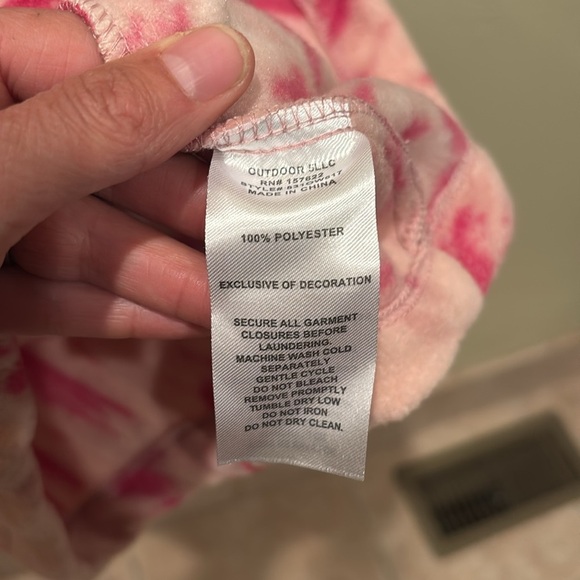 OUTDOOR 5LLC
RN# 157622
STYLE#
MADE IN CHINA
100% POLYESTER
EXCLUSIVE OF DECORATION
SECURE ALL GARMENT
CLOSURES BEFORE
LAUNDERING.
MACHINE WASH COLD
SEPARATELY
GENTLE CYCLE
DO NOT BLEACH
REMOVE PROMPTLY
TUMBLE DRY LOW
DO NOT IRON
DO NOT DRY CLEAN.